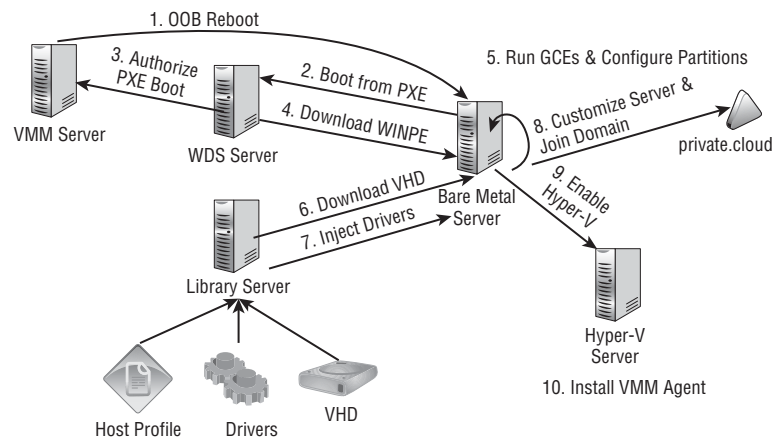 1. OOB Reboot
3. Authorize
PXE Boot
2. Boot from PXE
5. Run GCEs & Configure Partitions
4. Download WINPE
8. Customize Server &
Join Domain
VMM Server
WDS Server
private.cloud
6. Download VHD
Bare Metal
Server
9. Enable
Hyper-V
7. Inject Drivers
Library Server
Hyper-V
Server
10. Install VMM Agent
Host Profile
Drivers
VHD